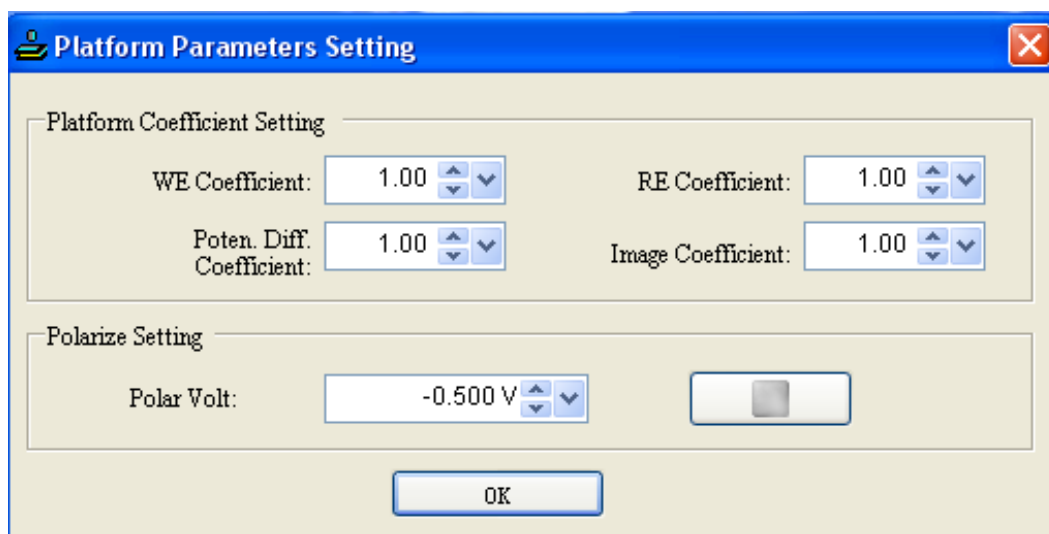 Platform Parameters Setting
Platform Coefficient Setting
WE Coefficient: 1.00 RE Coefficient: 1.00
Poten. Diff.
Coefficient: 1.00 Image Coefficient: 1.00
Polarize Setting
Polar Volt: -0.500 V
OK